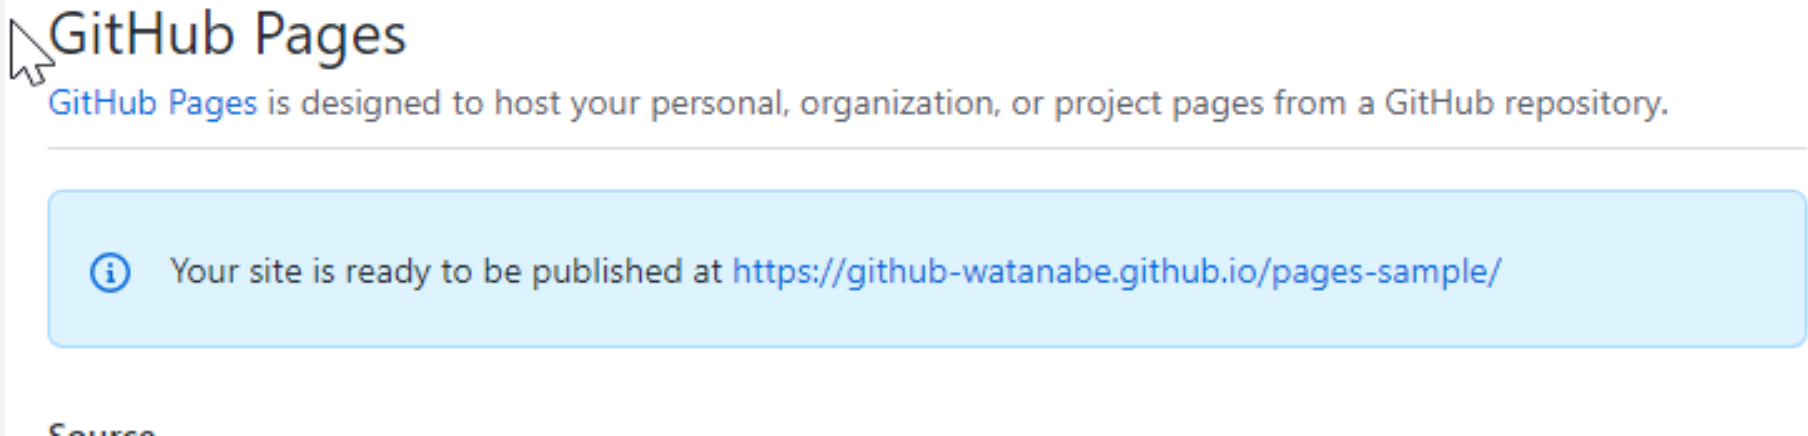 GitHub Pages
GitHub Pages is designed to host your personal, organization, or project pages from a GitHub repository.
Your site is ready to be published at https://github-watanabe.github.io/pages-sample/
Source